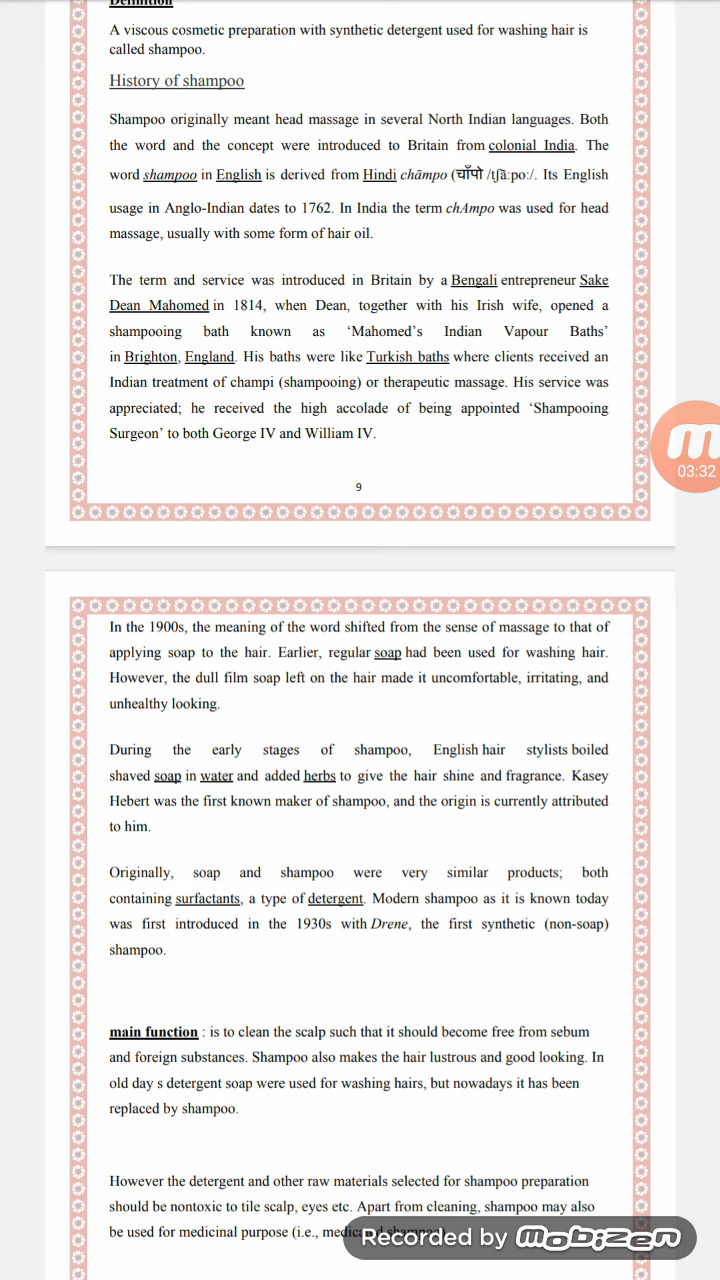 Definition
A viscous cosmetic preparation with synthetic detergent used for washing hair is
called shampoo.
History of shampoo
Shampoo originally meant head massage in several North Indian languages. Both
the word and the concept were introduced to Britain from colonial India. The
word shampoo in English is derived from Hindi chāmpo (चाँपो /tʃãːpoː/. Its English
usage in Anglo-Indian dates to 1762. In India the term chAmpo was used for head
massage, usually with some form of hair oil.
The term and service was introduced in Britain by a Bengali entrepreneur Sake
Dean Mahomed in 1814, when Dean, together with his Irish wife, opened a
shampooing bath known as ‘Mahomed’s Indian Vapour Baths’
in Brighton, England. His baths were like Turkish baths where clients received an
Indian treatment of champi (shampooing) or therapeutic massage. His service was
appreciated; he received the high accolade of being appointed ‘Shampooing
Surgeon’ to both George IV and William IV.
03:32
9
In the 1900s, the meaning of the word shifted from the sense of massage to that of
applying soap to the hair. Earlier, regular soap had been used for washing hair.
However, the dull film soap left on the hair made it uncomfortable, irritating, and
unhealthy looking.
During the early stages of shampoo, English hair stylists boiled
shaved soap in water and added herbs to give the hair shine and fragrance. Kasey
Hebert was the first known maker of shampoo, and the origin is currently attributed
to him.
Originally, soap and shampoo were very similar products; both
containing surfactants, a type of detergent. Modern shampoo as it is known today
was first introduced in the 1930s with Drene, the first synthetic (non-soap)
shampoo.
main function : is to clean the scalp such that it should become free from sebum
and foreign substances. Shampoo also makes the hair lustrous and good looking. In
old day s detergent soap were used for washing hairs, but nowadays it has been
replaced by shampoo.
However the detergent and other raw materials selected for shampoo preparation
should be nontoxic to tile scalp, eyes etc. Apart from cleaning, shampoo may also
be used for medicinal purpose (i.e.,
Recorded by mobizen